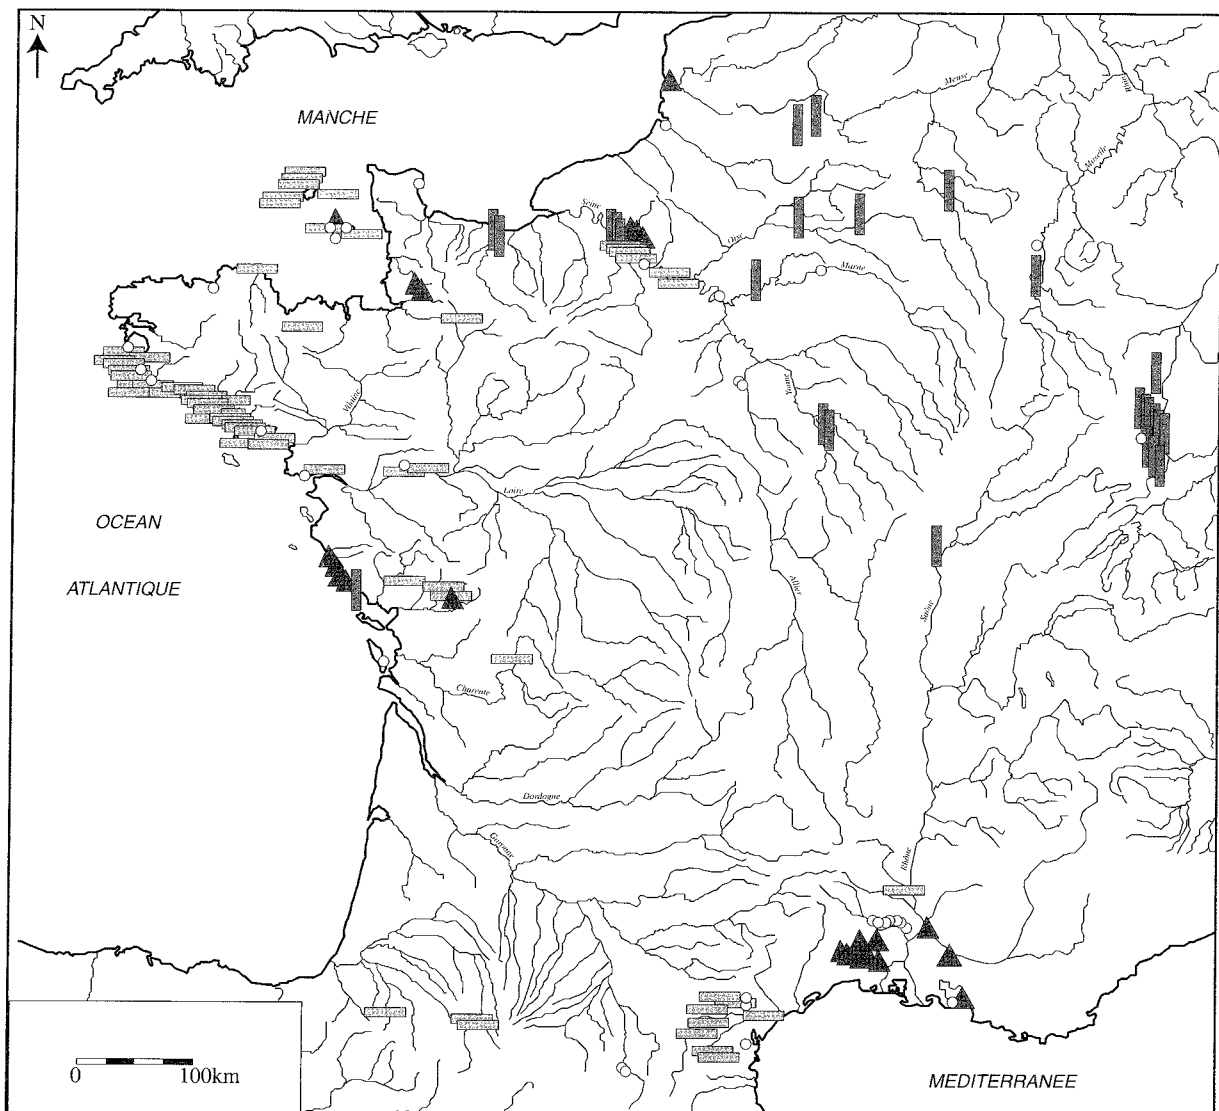 N
MANCHE
Meuse
Moselle
Seine
Oise
Marne
Vilaine
Yonne
Loire
OCEAN
ATLANTIQUE
Allier
Saône
Charente
Dordogne
Garonne
Rhône
0 100km
MEDITERRANEE